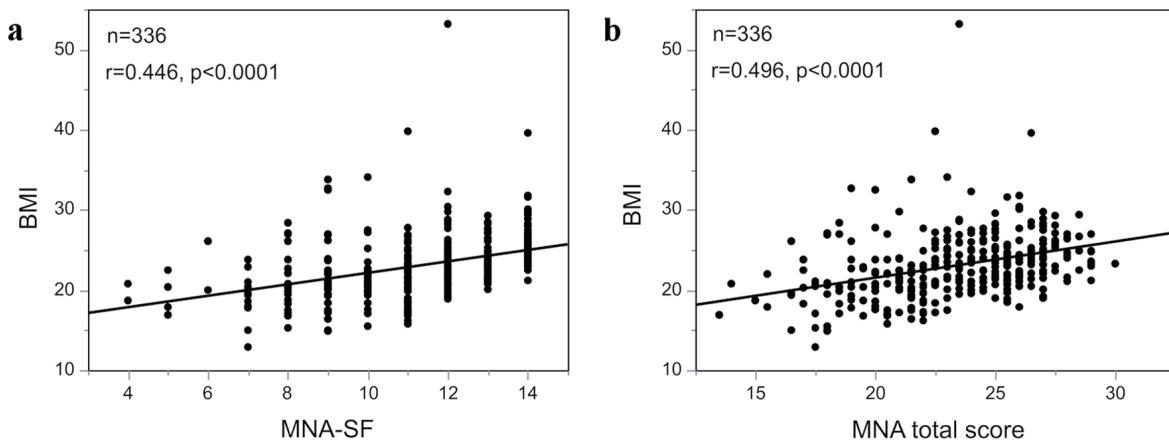 a
n=336
r=0.446, p<0.0001
50
40
30
20
10
BMI
4 6 8 10 12 14
MNA-SF
b
n=336
r=0.496, p<0.0001
50
40
30
20
10
BMI
15 20 25 30
MNA total score